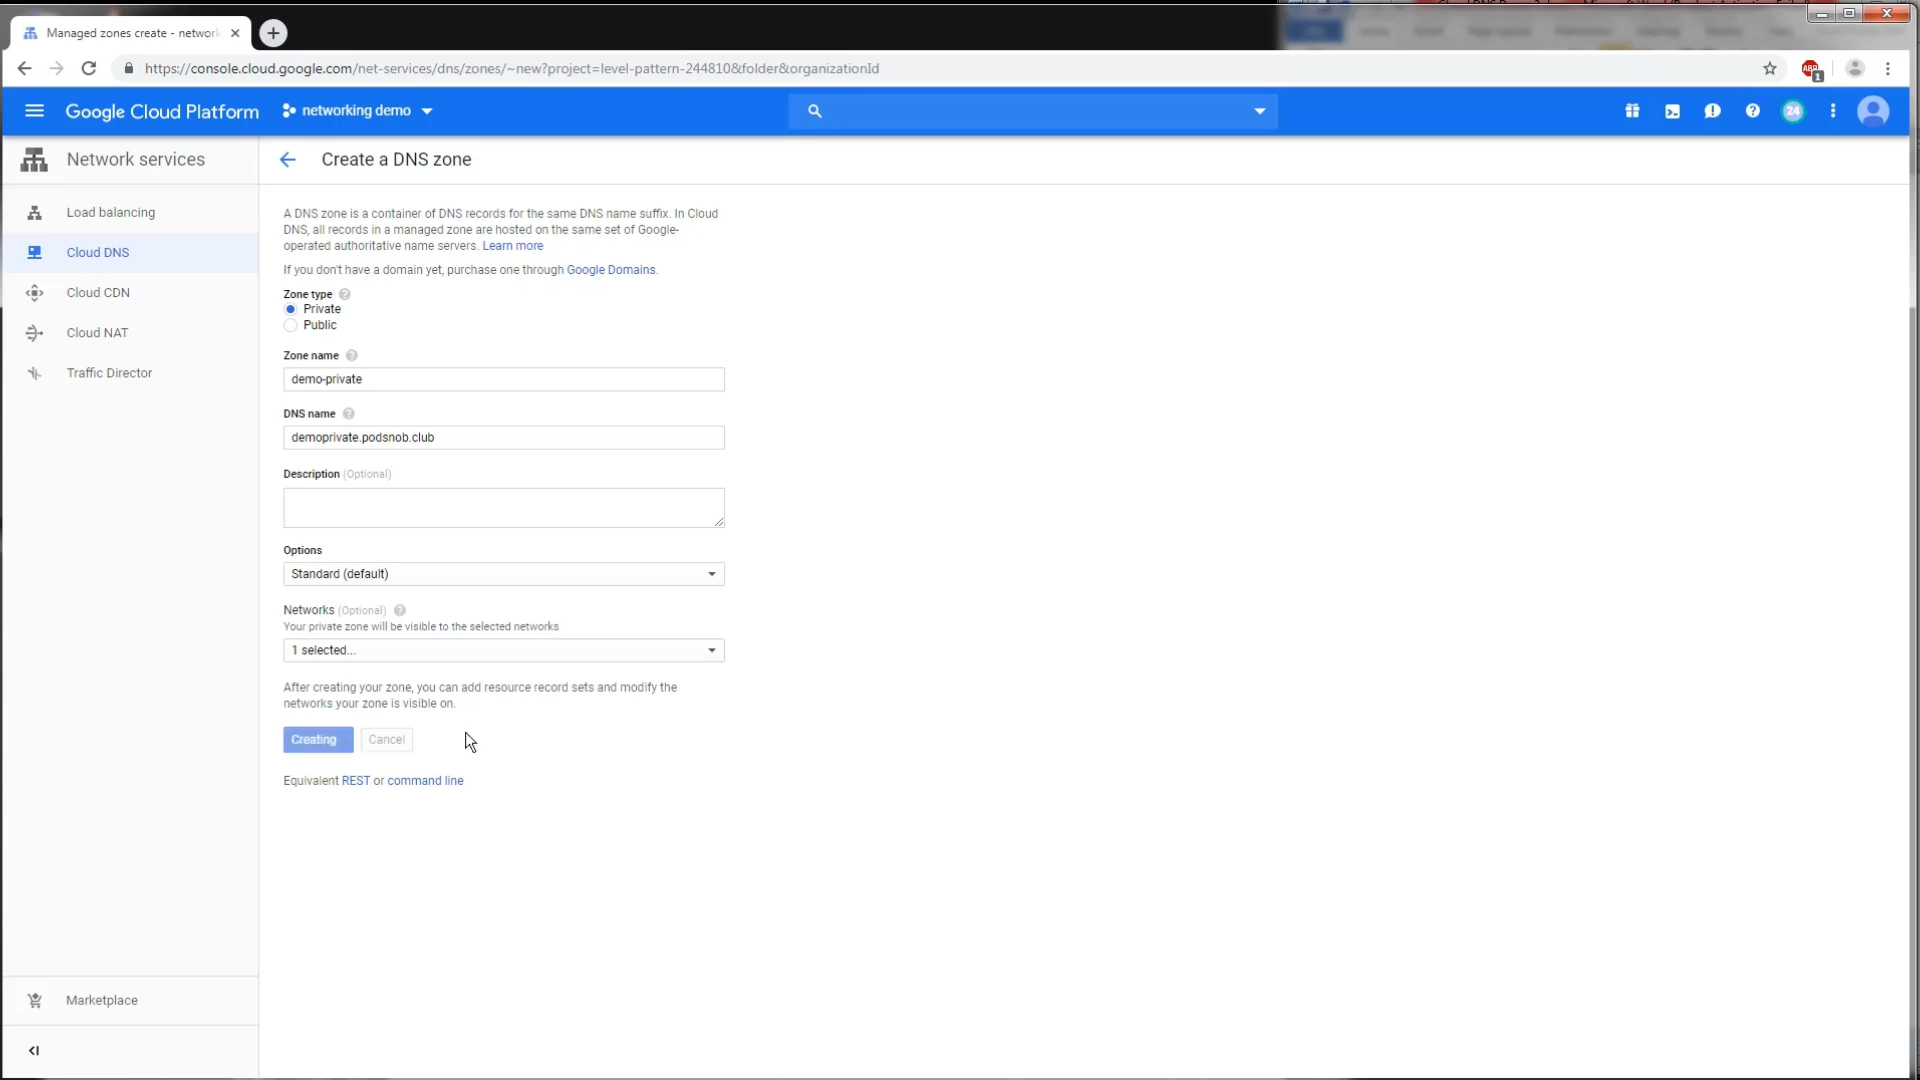 Managed zones create - network
https://console.cloud.google.com/net-services/dns/zones/~new?project=level-pattern-244810&folder&organizationId
ABP
1
Google Cloud Platform
networking demo
24
Network services
Create a DNS zone
Load balancing
Cloud DNS
Cloud CDN
Cloud NAT
Traffic Director
A DNS zone is a container of DNS records for the same DNS name suffix. In Cloud
DNS, all records in a managed zone are hosted on the same set of Google-
operated authoritative name servers. Learn more
If you don't have a domain yet, purchase one through Google Domains.
Zone type
Private
Public
Zone name
demo-private
DNS name
demoprivate.podsnob.club
Description (Optional)
Options
Standard (default)
Networks (Optional)
Your private zone will be visible to the selected networks
1 selected...
After creating your zone, you can add resource record sets and modify the
networks your zone is visible on.
Creating
Cancel
Equivalent REST or command line
Marketplace